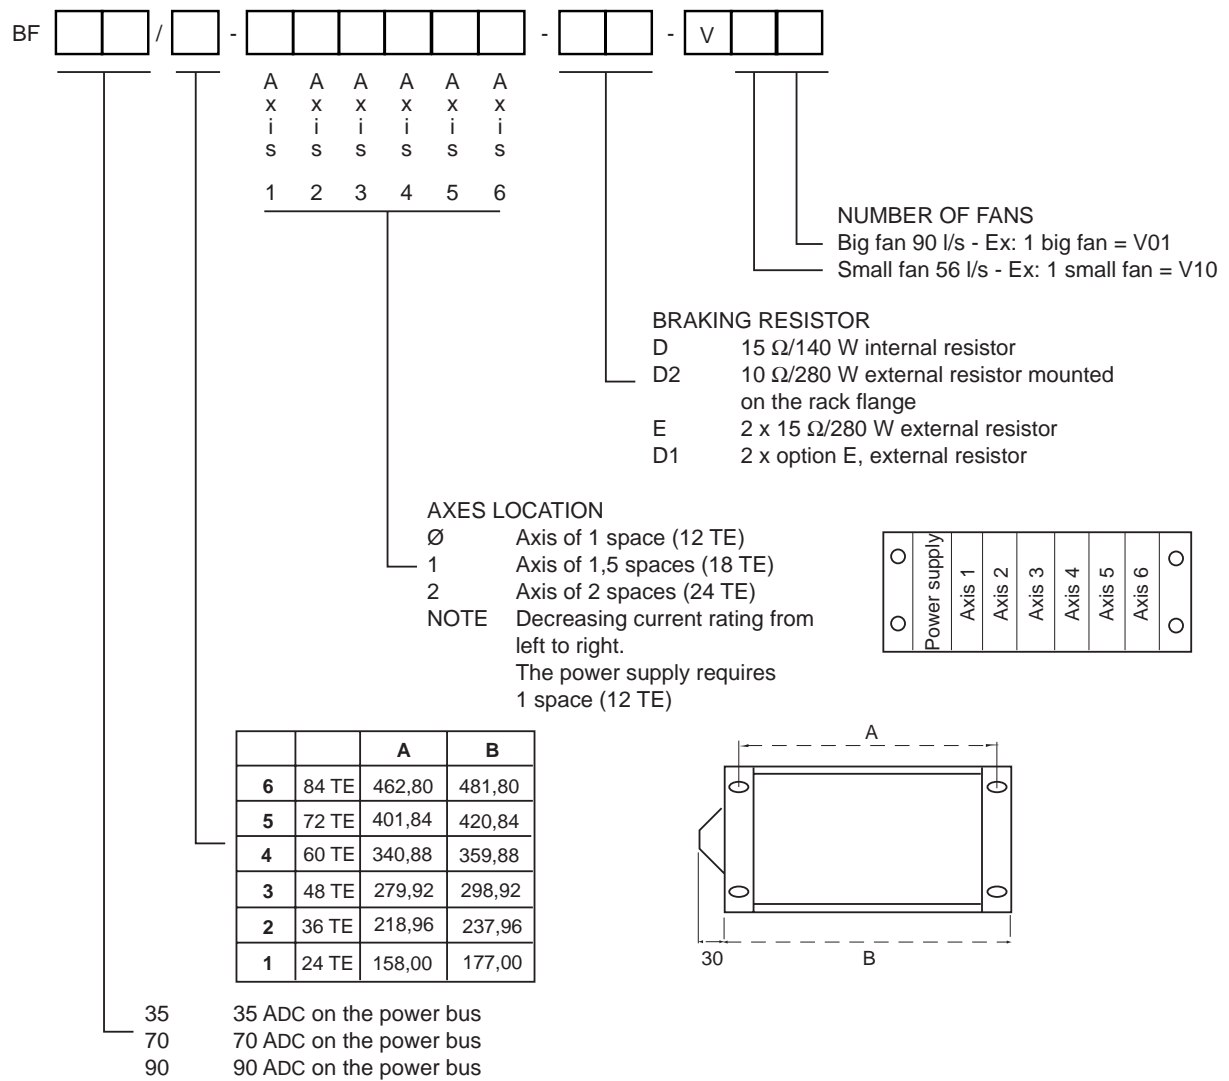 BF / - - - V
Axis 1
Axis 2
Axis 3
Axis 4
Axis 5
Axis 6
NUMBER OF FANS
Big fan 90 l/s - Ex: 1 big fan = V01
Small fan 56 l/s - Ex: 1 small fan = V10
BRAKING RESISTOR
D 15 Ω/140 W internal resistor
D2 10 Ω/280 W external resistor mounted
on the rack flange
E 2 x 15 Ω/280 W external resistor
D1 2 x option E, external resistor
AXES LOCATION
Ø Axis of 1 space (12 TE)
1 Axis of 1,5 spaces (18 TE)
2 Axis of 2 spaces (24 TE)
NOTE Decreasing current rating from
left to right.
The power supply requires
1 space (12 TE)
Power supply
Axis 1
Axis 2
Axis 3
Axis 4
Axis 5
Axis 6
A B
6 84 TE 462,80 481,80
5 72 TE 401,84 420,84
4 60 TE 340,88 359,88
3 48 TE 279,92 298,92
2 36 TE 218,96 237,96
1 24 TE 158,00 177,00
A
30 B
35 35 ADC on the power bus
70 70 ADC on the power bus
90 90 ADC on the power bus